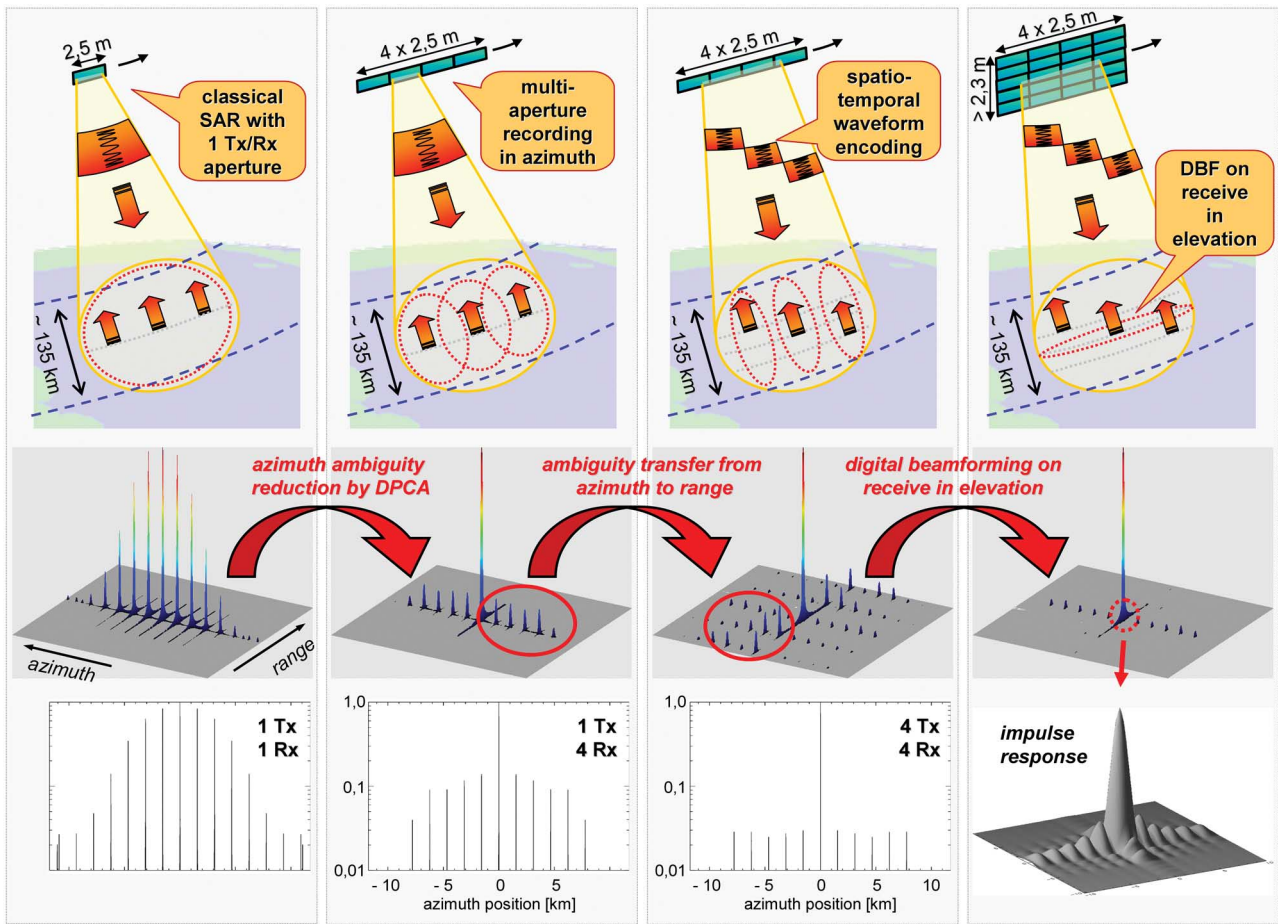 2,5 m
classical
SAR with
1 Tx/Rx
aperture
~ 135 km
4 x 2,5 m
multi-
aperture
recording
in azimuth
~ 135 km
4 x 2,5 m
spatio-
temporal
waveform
encoding
~ 135 km
4 x 2,5 m
> 2,3 m
DBF on
receive
in
elevation
~ 135 km
azimuth ambiguity
reduction by DPCA
ambiguity transfer from
azimuth to range
digital beamforming on
receive in elevation
azimuth
range
1 Tx
1 Rx
1,0
0,1
0,01
1 Tx
4 Rx
- 10
- 5
0
5
10
azimuth position [km]
1,0
0,1
0,01
4 Tx
4 Rx
- 10
- 5
0
5
10
azimuth position [km]
impulse
response